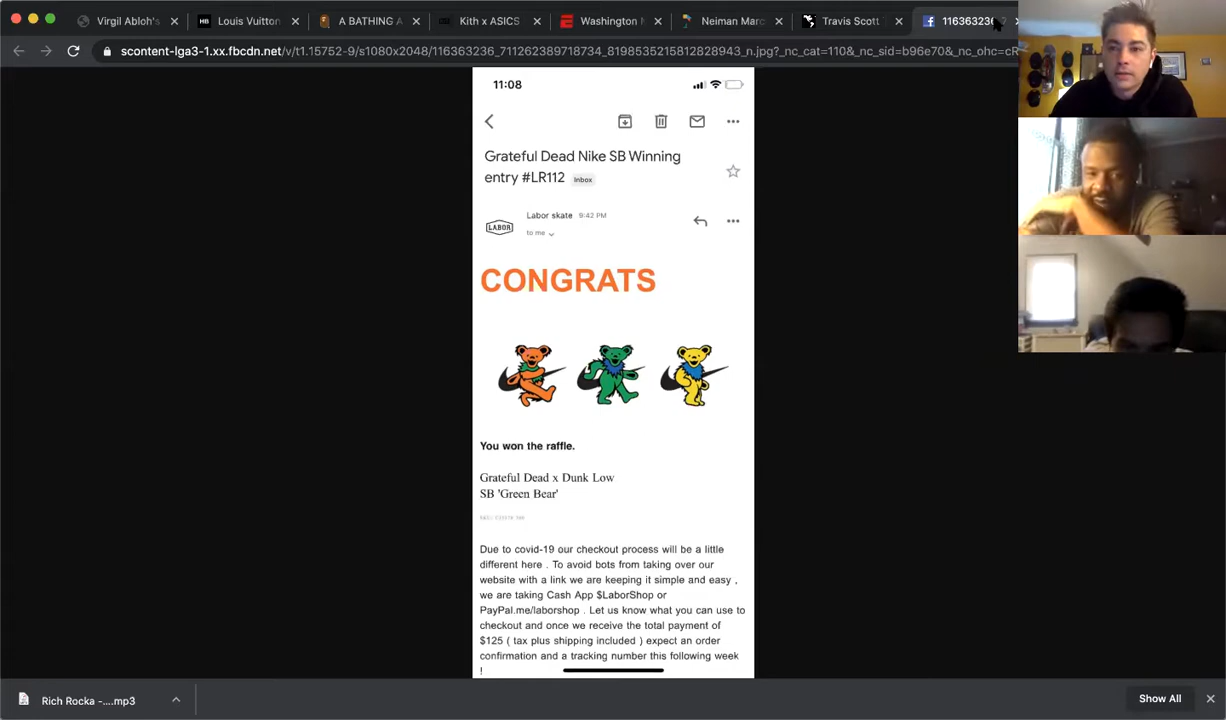 Virgil Abloh's
Louis Vuitton
A BATHING A
Kith x ASICS
Washington
Neiman Marc
Travis Scott
116363236
scontent-lga3-1.xx.fbcdn.net/v/t1.15752-9/s1080x2048/116363236_711262389718734_8198535215812828943_n.jpg?_nc_cat=110&_nc_sid=b96e70&_nc_ohc=cR
11:08
Grateful Dead Nike SB Winning
entry #LR112 Inbox
LABOR
Labor skate 9:42 PM
to me
CONGRATS
You won the raffle.
Grateful Dead x Dunk Low
SB 'Green Bear'
Due to covid-19 our checkout process will be a little
different here . To avoid bots from taking over our
website with a link we are keeping it simple and easy ,
we are taking Cash App $LaborShop or
PayPal.me/laborshop . Let us know what you can use to
checkout and once we receive the total payment of
$125 ( tax plus shipping included ) expect an order
confirmation and a tracking number this following week
!
Rich Rocka -....mp3
Show All